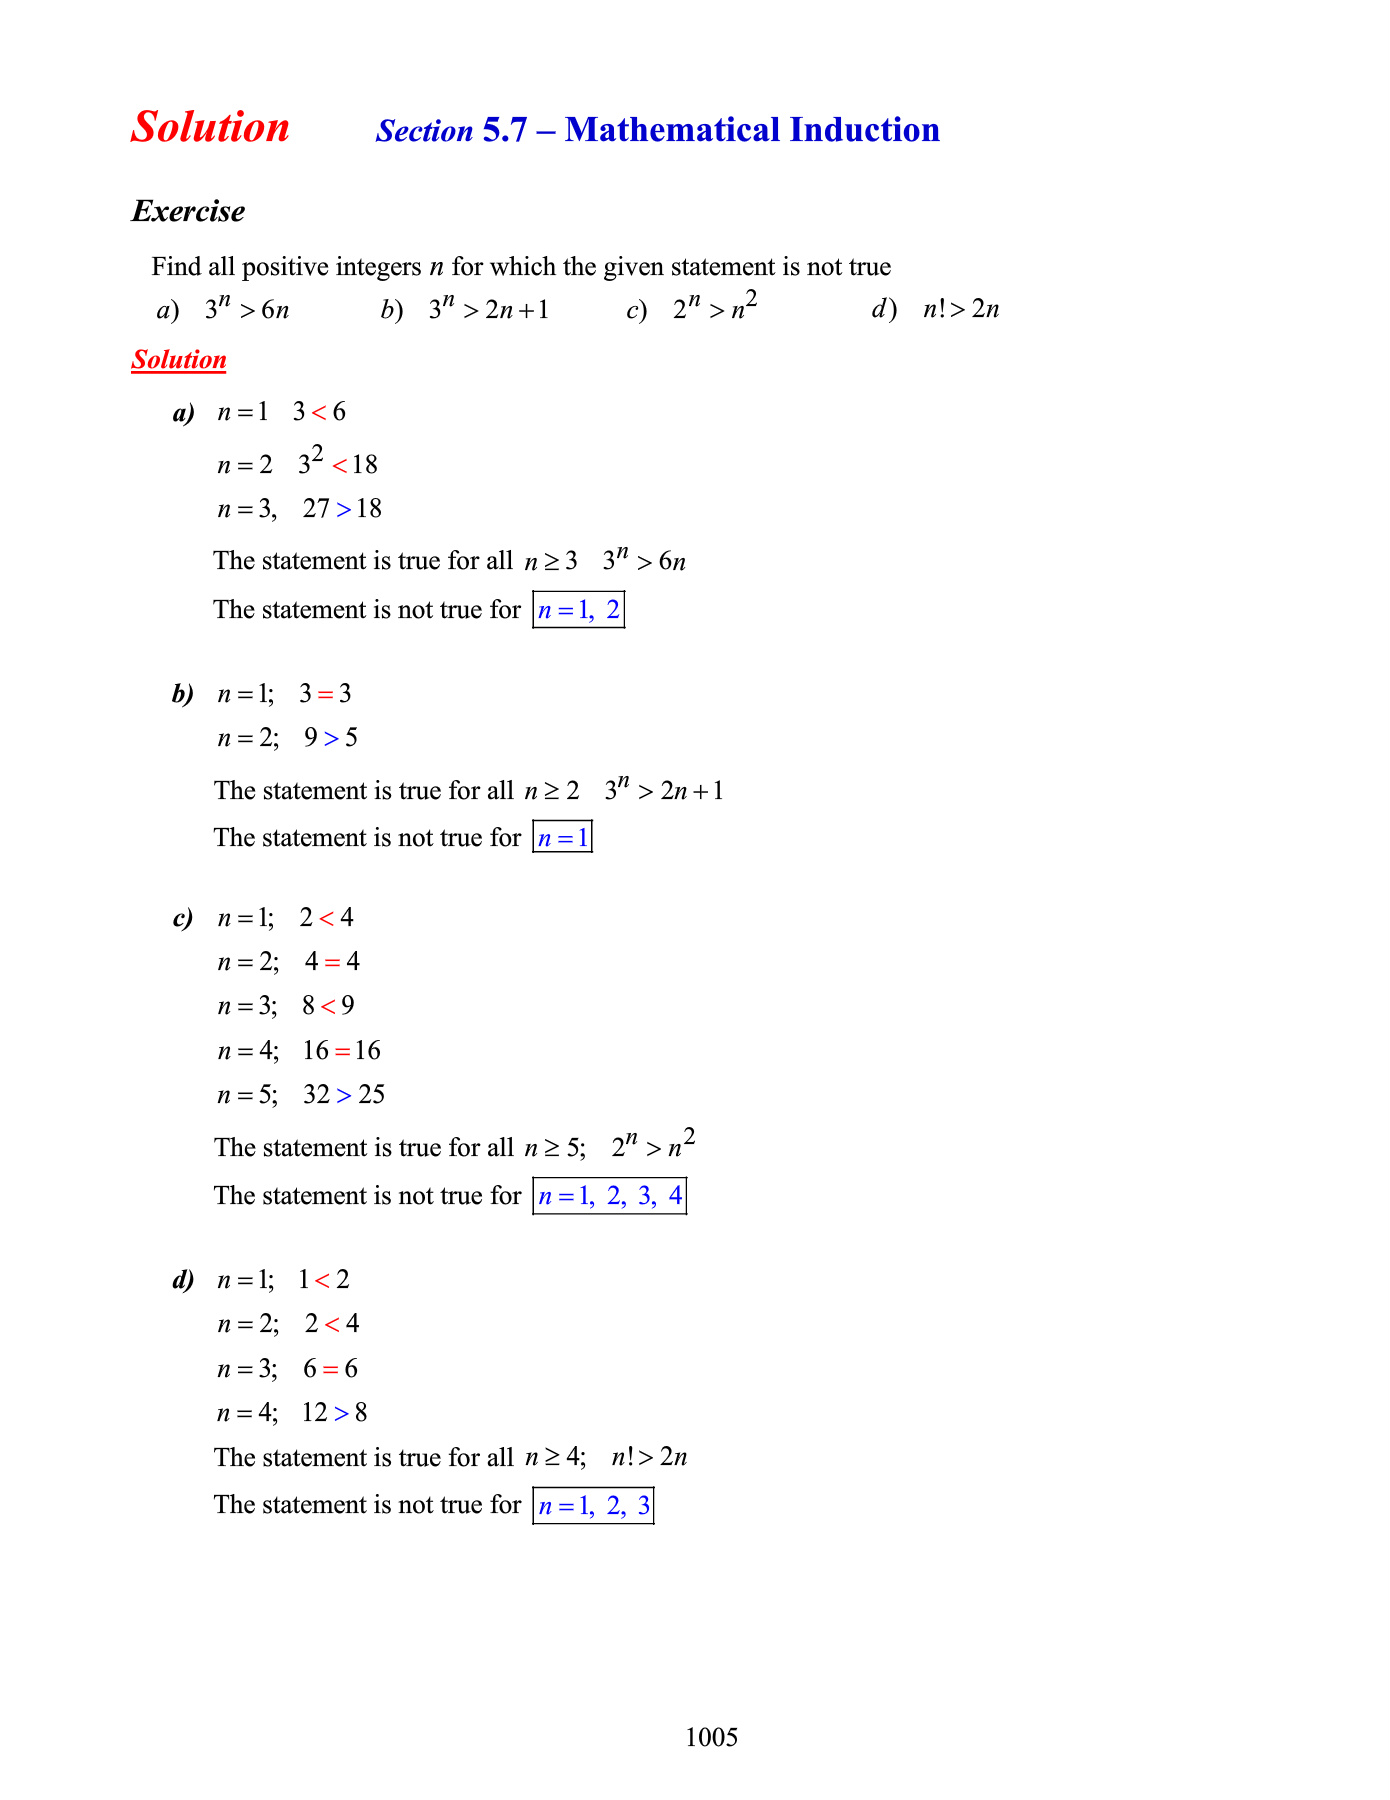 Solution Section 5.7 – Mathematical Induction
Exercise
Find all positive integers n for which the given statement is not true
a) 3^n > 6n b) 3^n > 2n + 1 c) 2^n > n^2 d) n! > 2n
Solution
a) n = 1 3 < 6
n = 2 3^2 < 18
n = 3, 27 > 18
The statement is true for all n ≥ 3 3^n > 6n
The statement is not true for n = 1, 2
b) n = 1; 3 = 3
n = 2; 9 > 5
The statement is true for all n ≥ 2 3^n > 2n + 1
The statement is not true for n = 1
c) n = 1; 2 < 4
n = 2; 4 = 4
n = 3; 8 < 9
n = 4; 16 = 16
n = 5; 32 > 25
The statement is true for all n ≥ 5; 2^n > n^2
The statement is not true for n = 1, 2, 3, 4
d) n = 1; 1 < 2
n = 2; 2 < 4
n = 3; 6 = 6
n = 4; 12 > 8
The statement is true for all n ≥ 4; n! > 2n
The statement is not true for n = 1, 2, 3
1005